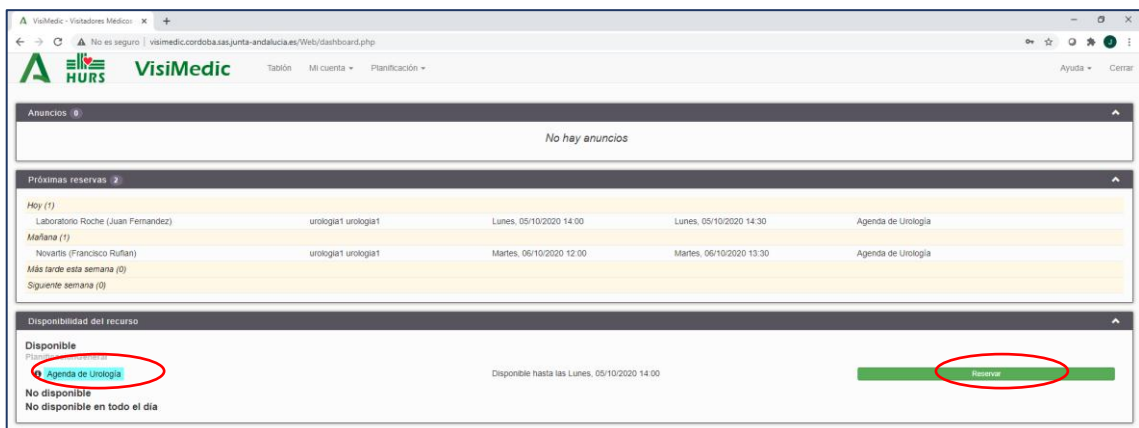 VisiMedic - Visitadores Médicos
No es seguro | visimedic.cordoba.sas.junta-andalucia.es/Web/dashboard.php
J
HURS VisiMedic Tablón Mi cuenta Planificación Ayuda Cerrar
Anuncios 0
No hay anuncios
Próximas reservas 2
Hoy (1)
Laboratorio Roche (Juan Fernandez) urologia1 urologia1 Lunes, 05/10/2020 14:00 Lunes, 05/10/2020 14:30 Agenda de Urología
Mañana (1)
Novartis (Francisco Rufian) urologia1 urologia1 Martes, 06/10/2020 12:00 Martes, 06/10/2020 13:30 Agenda de Urología
Más tarde esta semana (0)
Siguiente semana (0)
Disponibilidad del recurso
Disponible
Agenda de Urología Disponible hasta las Lunes, 05/10/2020 14:00 Reservar
No disponible
No disponible en todo el día